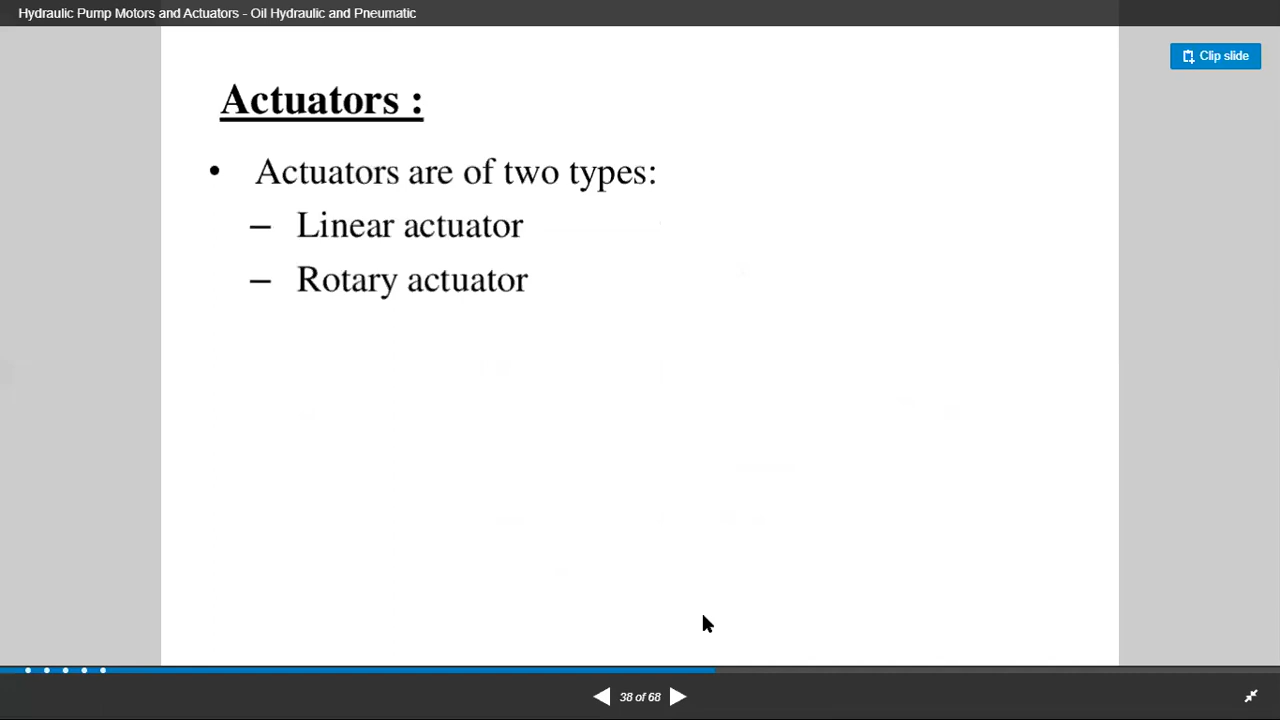 Hydraulic Pump Motors and Actuators - Oil Hydraulic and Pneumatic
Clip slide
Actuators :
• Actuators are of two types:
– Linear actuator
– Rotary actuator
38 of 68